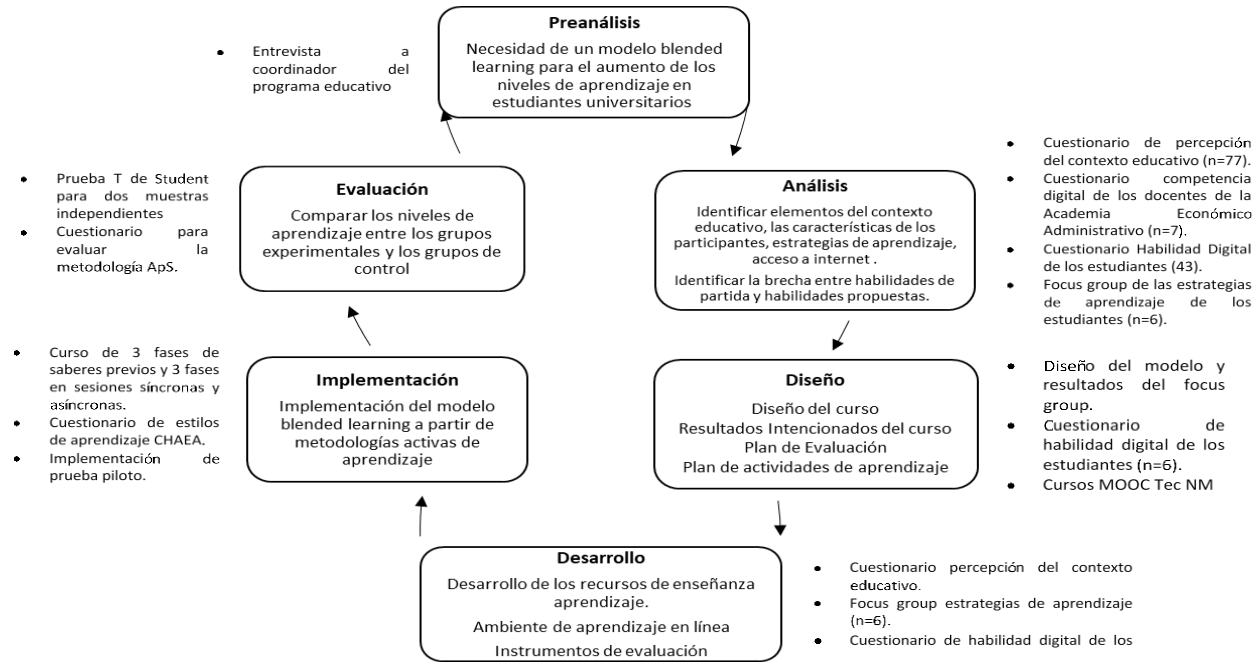 Preanálisis
Necesidad de un modelo blended
learning para el aumento de los
niveles de aprendizaje en
estudiantes universitarios
• Entrevista a
coordinador del
programa educativo
Análisis
Identificar elementos del contexto
educativo, las características de los
participantes, estrategias de aprendizaje,
acceso a internet .
Identificar la brecha entre habilidades de
partida y habilidades propuestas.
• Cuestionario de percepción
del contexto educativo (n=77).
• Cuestionario competencia
digital de los docentes de la
Academia Económico
Administrativo (n=7).
• Cuestionario Habilidad Digital
de los estudiantes (43).
• Focus group de las estrategias
de aprendizaje de los
estudiantes (n=6).
Diseño
Diseño del curso
Resultados Intencionados del curso
Plan de Evaluación
Plan de actividades de aprendizaje
• Diseño del modelo y
resultados del focus
group.
• Cuestionario de
habilidad digital de los
estudiantes (n=6).
• Cursos MOOC Tec NM
Desarrollo
Desarrollo de los recursos de enseñanza
aprendizaje.
Ambiente de aprendizaje en línea
Instrumentos de evaluación
• Cuestionario percepción del contexto
educativo.
• Focus group estrategias de aprendizaje
(n=6).
• Cuestionario de habilidad digital de los
Implementación
Implementación del modelo
blended learning a partir de
metodologías activas de
aprendizaje
• Curso de 3 fases de
saberes previos y 3 fases
en sesiones síncronas y
asíncronas.
• Cuestionario de estilos
de aprendizaje CHAEA.
• Implementación de
prueba piloto.
Evaluación
Comparar los niveles de
aprendizaje entre los grupos
experimentales y los grupos de
control
• Prueba T de Student
para dos muestras
independientes
• Cuestionario para
evaluar la
metodología ApS.